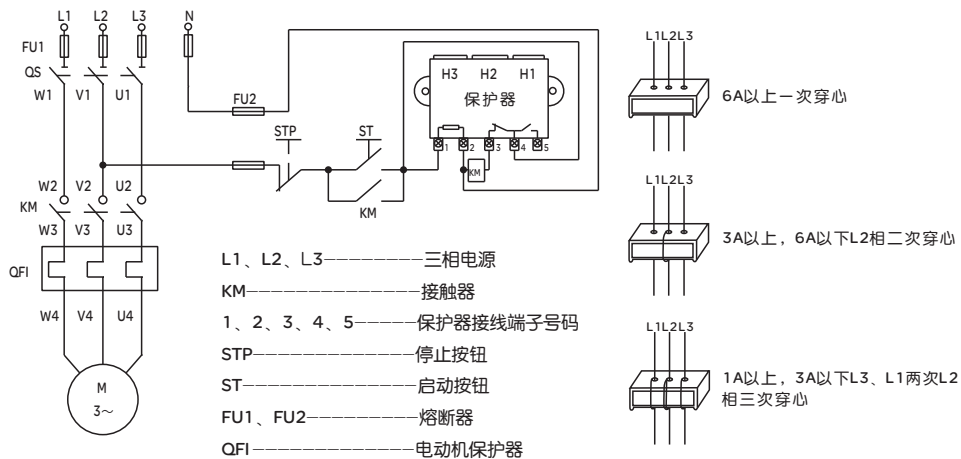 L1 L2 L3 N
FU1
QS
W1 V1 U1
FU2
STP ST
KM
W2 V2 U2
KM
W3 V3 U3
QFI
W4 V4 U4
M
3～
H3 H2 H1
保护器
1 2 3 4 5
KM
L1、L2、L3————————三相电源
KM——————————————接触器
1、2、3、4、5—————保护器接线端子号码
STP—————————————停止按钮
ST——————————————启动按钮
FU1、FU2—————————熔断器
QFI——————————————电动机保护器
L1L2L3
6A以上一次穿心
L1L2L3
3A以上，6A以下L2相二次穿心
L1L2L3
1A以上，3A以下L3、L1两次L2
相三次穿心